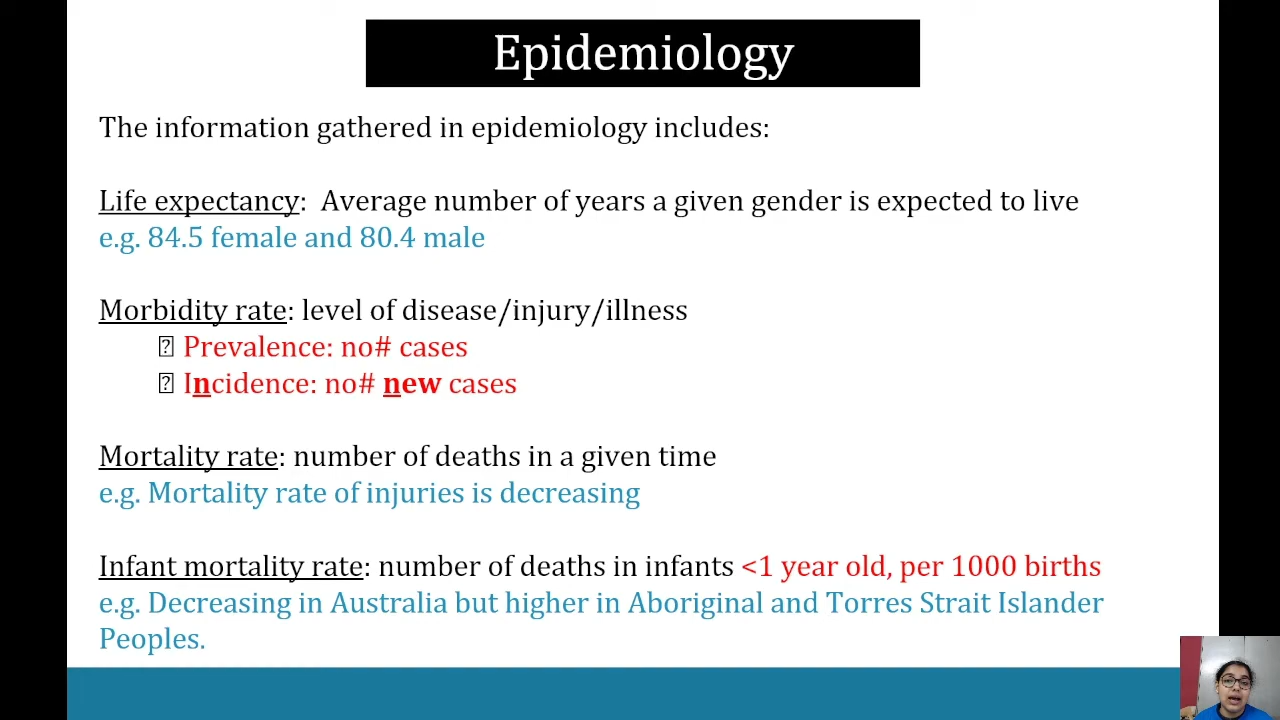 Epidemiology
The information gathered in epidemiology includes:
Life expectancy: Average number of years a given gender is expected to live
e.g. 84.5 female and 80.4 male
Morbidity rate: level of disease/injury/illness
Prevalence: no# cases
Incidence: no# new cases
Mortality rate: number of deaths in a given time
e.g. Mortality rate of injuries is decreasing
Infant mortality rate: number of deaths in infants <1 year old, per 1000 births
e.g. Decreasing in Australia but higher in Aboriginal and Torres Strait Islander
Peoples.